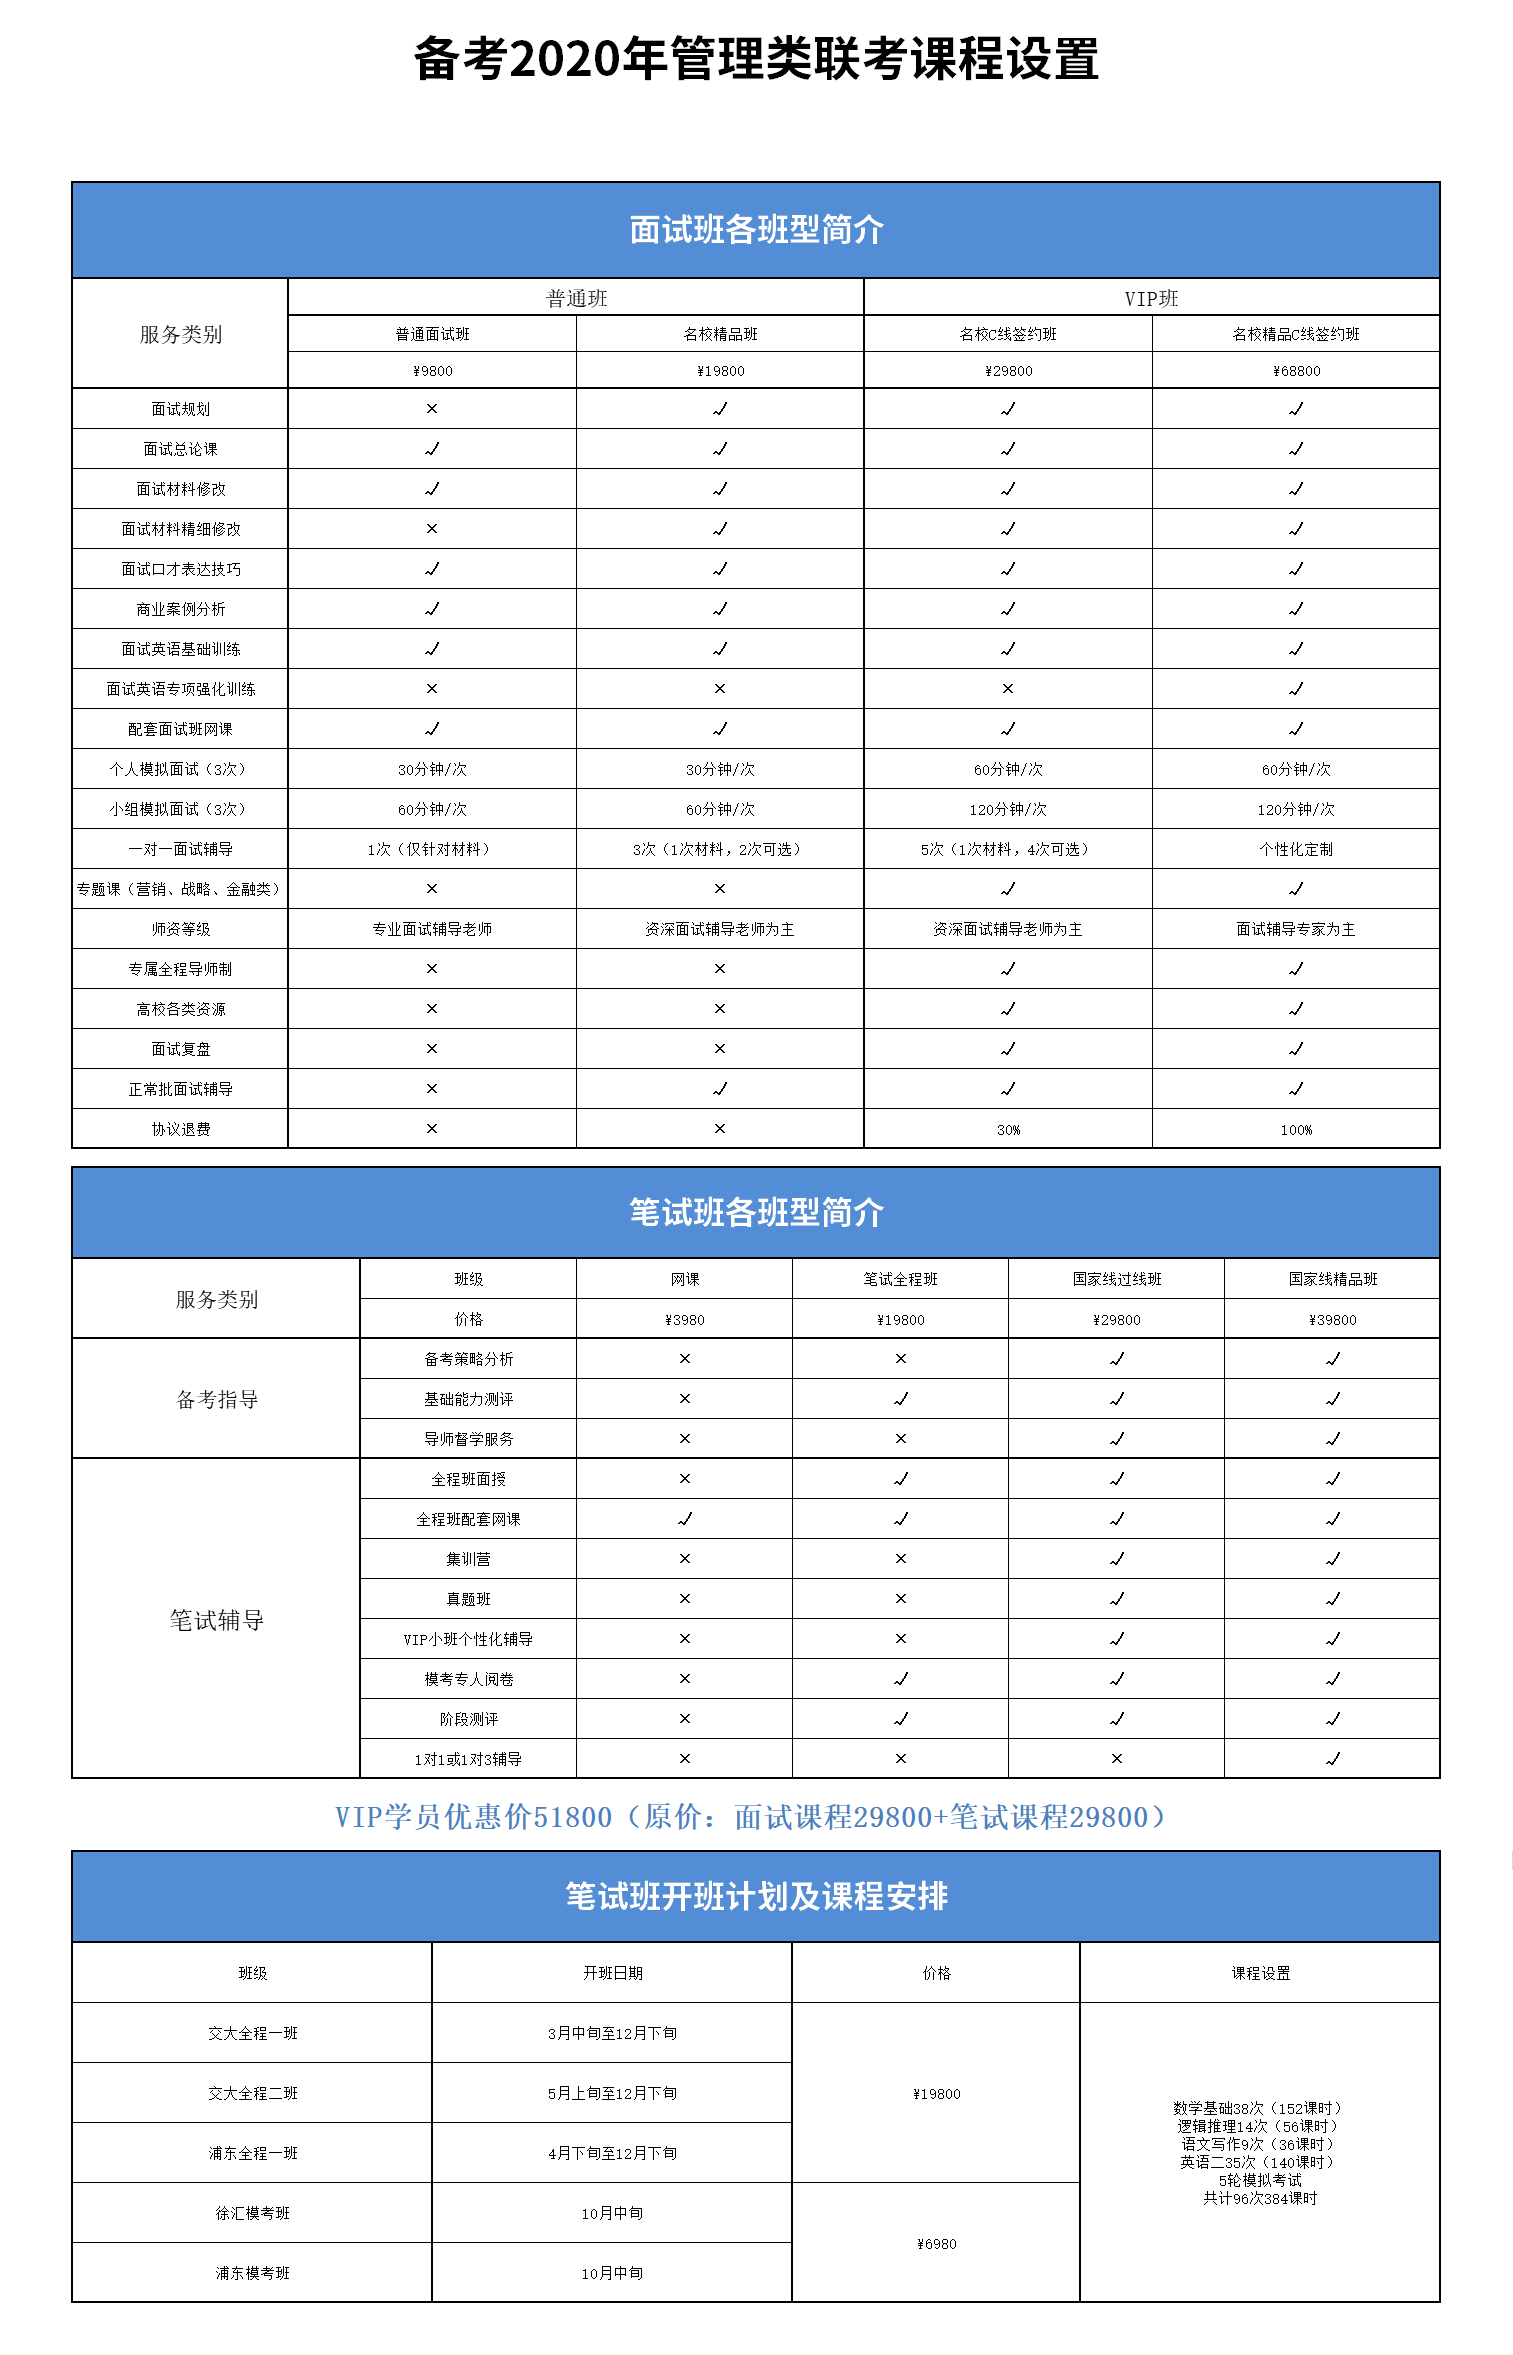 备考2020年管理类联考课程设置
面试班各班型简介
服务类别 普通班 VIP班
普通面试班 名校精品班 名校C线签约班 名校精品C线签约班
¥9800 ¥19800 ¥29800 ¥68800
面试规划 × √ √ √
面试总论课 √ √ √ √
面试材料修改 √ √ √ √
面试材料精细修改 × √ √ √
面试口才表达技巧 √ √ √ √
商业案例分析 √ √ √ √
面试英语基础训练 √ √ √ √
面试英语专项强化训练 × × × √
配套面试班网课 √ √ √ √
个人模拟面试（3次） 30分钟/次 30分钟/次 60分钟/次 60分钟/次
小组模拟面试（3次） 60分钟/次 60分钟/次 120分钟/次 120分钟/次
一对一面试辅导 1次（仅针对材料） 3次（1次材料，2次可选） 5次（1次材料，4次可选） 个性化定制
专题课（营销、战略、金融类） × × √ √
师资等级 专业面试辅导老师 资深面试辅导老师为主 资深面试辅导老师为主 面试辅导专家为主
专属全程导师制 × × √ √
高校各类资源 × × √ √
面试复盘 × × √ √
正常批面试辅导 × √ √ √
协议退费 × × 30% 100%
笔试班各班型简介
服务类别 班级 网课 笔试全程班 国家线过线班 国家线精品班
价格 ¥3980 ¥19800 ¥29800 ¥39800
备考指导 备考策略分析 × × √ √
基础能力测评 × √ √ √
导师督学服务 × × √ √
笔试辅导 全程班面授 × √ √ √
全程班配套网课 √ √ √ √
集训营 × × √ √
真题班 × × √ √
VIP小班个性化辅导 × × √ √
模考专人阅卷 × √ √ √
阶段测评 × √ √ √
1对1或1对3辅导 × × × √
VIP学员优惠价51800（原价：面试课程29800+笔试课程29800）
笔试班开班计划及课程安排
班级 开班日期 价格 课程设置
交大全程一班 3月中旬至12月下旬
交大全程二班 5月上旬至12月下旬 ¥19800
浦东全程一班 4月下旬至12月下旬
徐汇模考班 10月中旬
浦东模考班 10月中旬 ¥6980
数学基础38次（152课时）
逻辑推理14次（56课时）
语文写作9次（36课时）
英语二35次（140课时）
5轮模拟考试
共计96次384课时